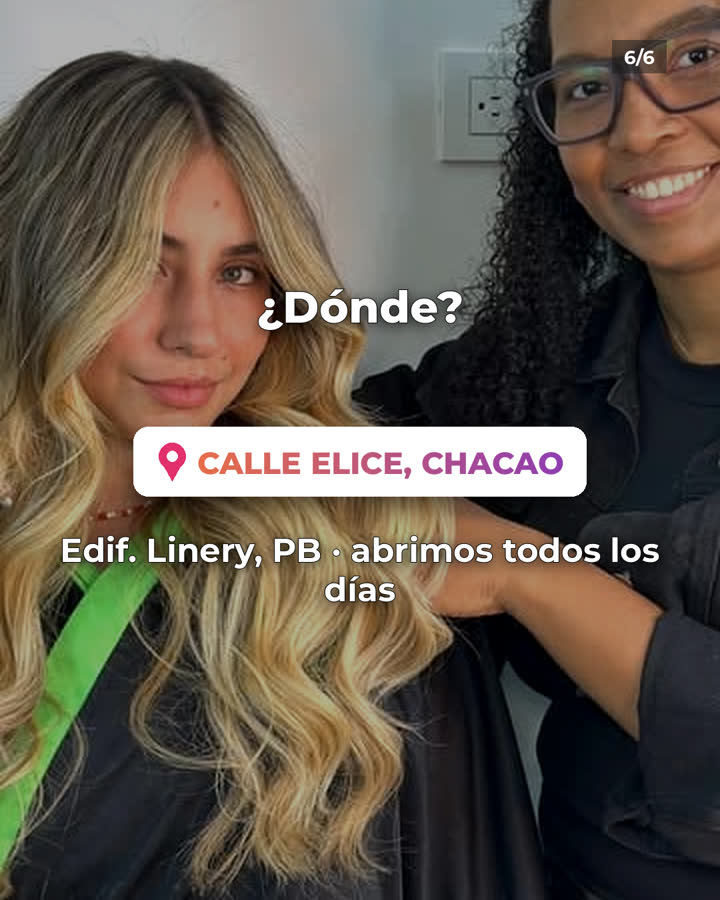 6/6
¿Dónde?
CALLE ELICE, CHACAO
Edif. Linery, PB · abrimos todos los
días